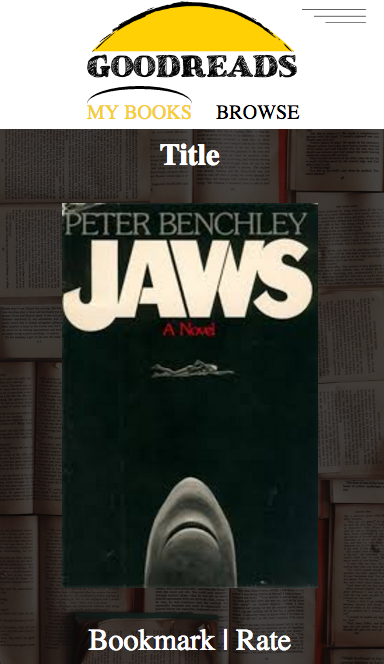 GOODREADS
MY BOOKS BROWSE
Title
PETER BENCHLEY
JAWS
A Novel
Bookmark | Rate